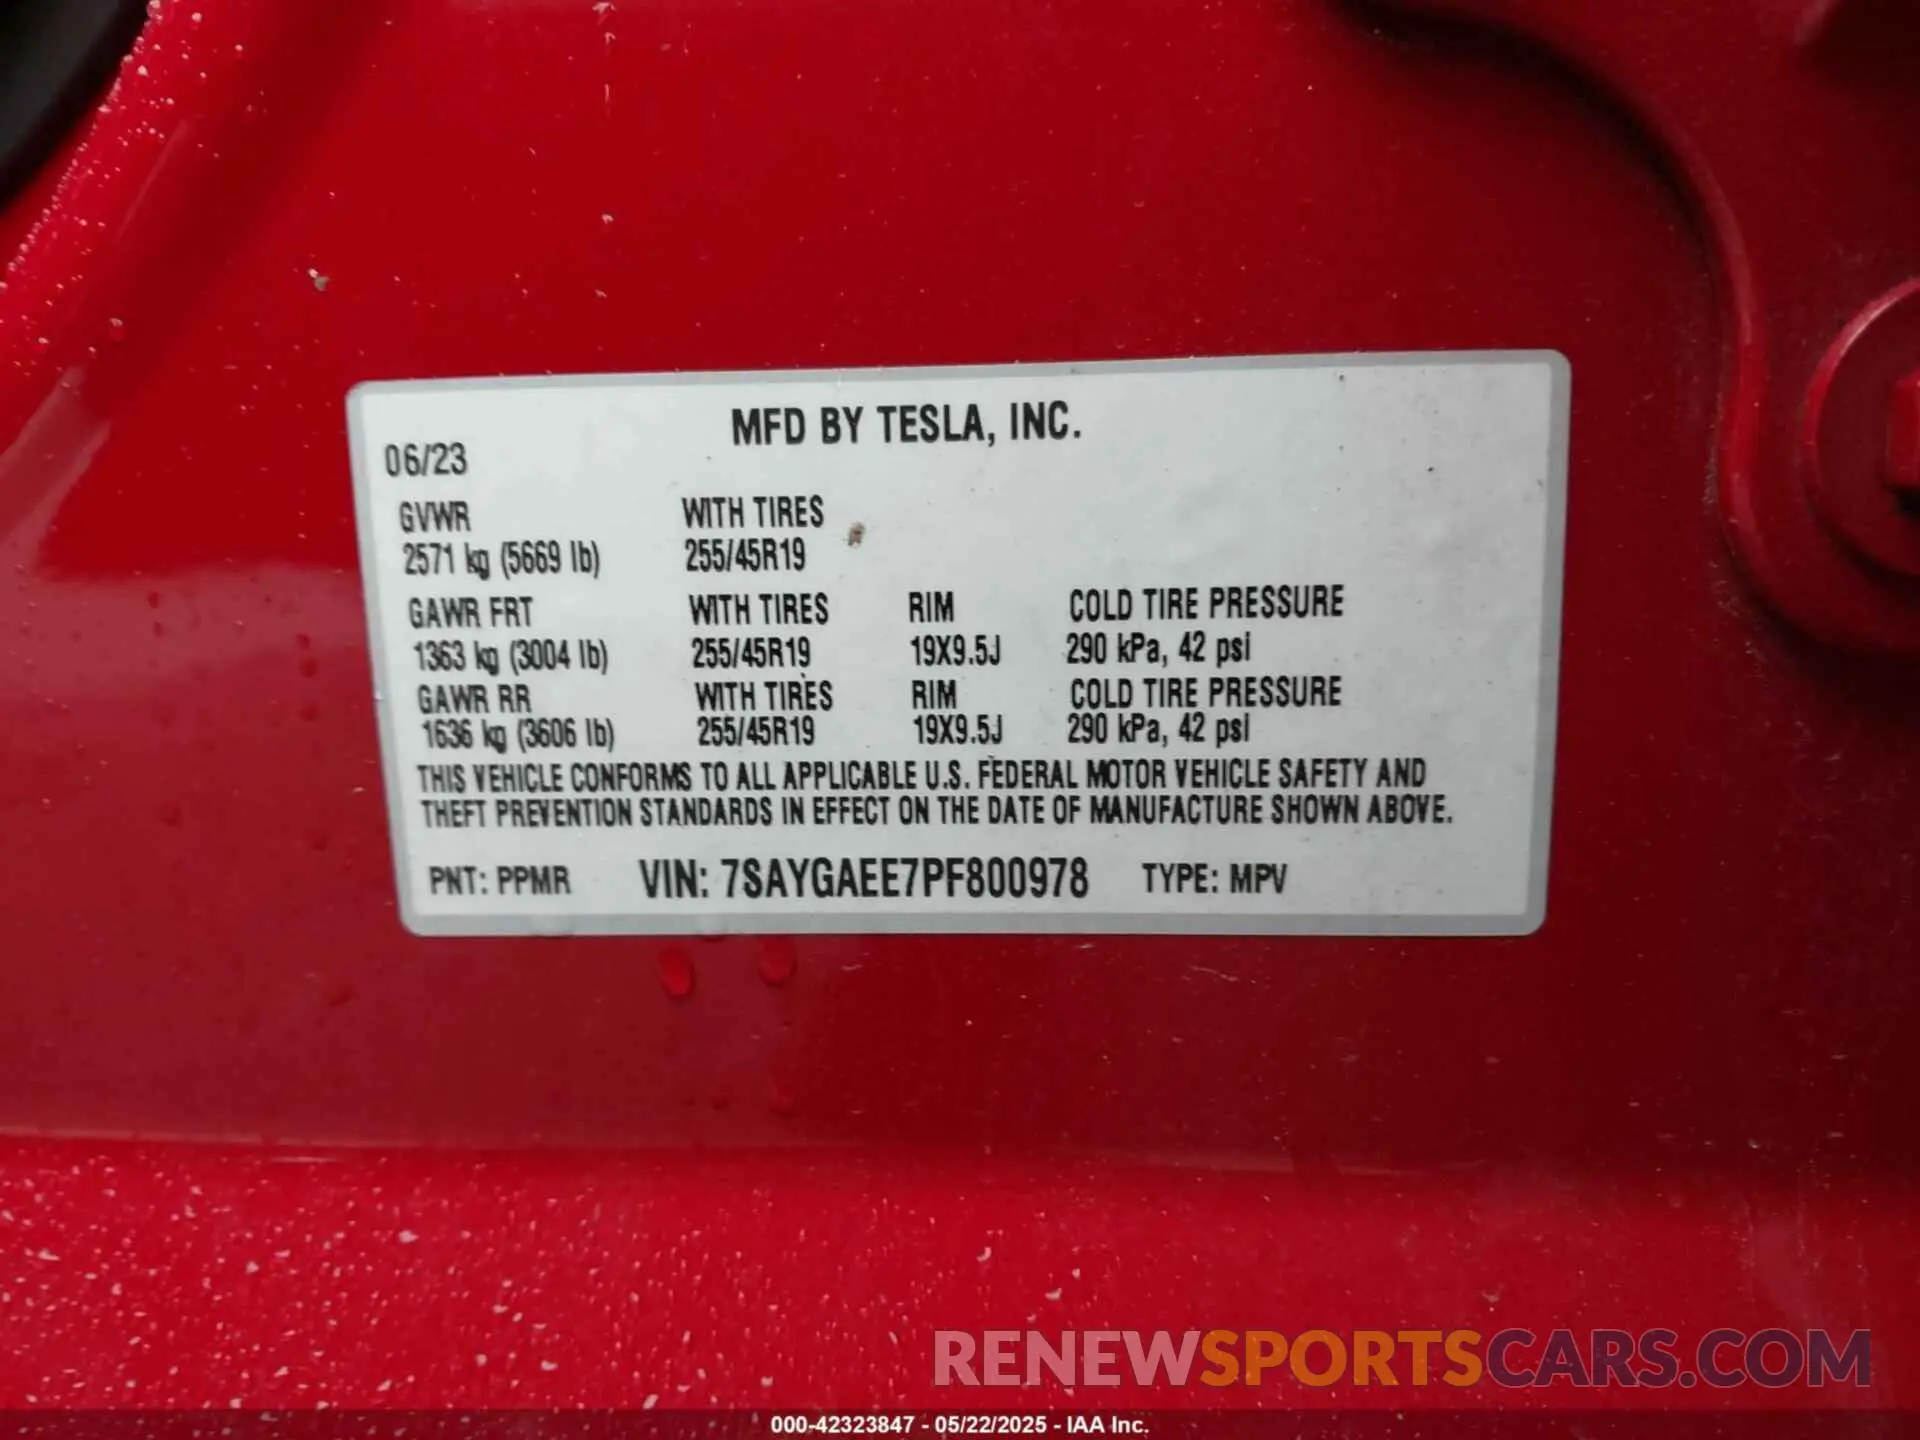 MFD BY TESLA, INC.
06/23
GVWR WITH TIRES
2571 kg (5669 lb) 255/45R19
GAWR FRT WITH TIRES RIM COLD TIRE PRESSURE
1363 kg (3004 lb) 255/45R19 19X9.5J 290 kPa, 42 psi
GAWR RR WITH TIRES RIM COLD TIRE PRESSURE
1636 kg (3606 lb) 255/45R19 19X9.5J 290 kPa, 42 psi
THIS VEHICLE CONFORMS TO ALL APPLICABLE U.S. FEDERAL MOTOR VEHICLE SAFETY AND
THEFT PREVENTION STANDARDS IN EFFECT ON THE DATE OF MANUFACTURE SHOWN ABOVE.
PNT: PPMR VIN: 7SAYGAEE7PF800978 TYPE: MPV
RENEWSPORTSCARS.COM
000-42323847 - 05/22/2025 - IAA Inc.